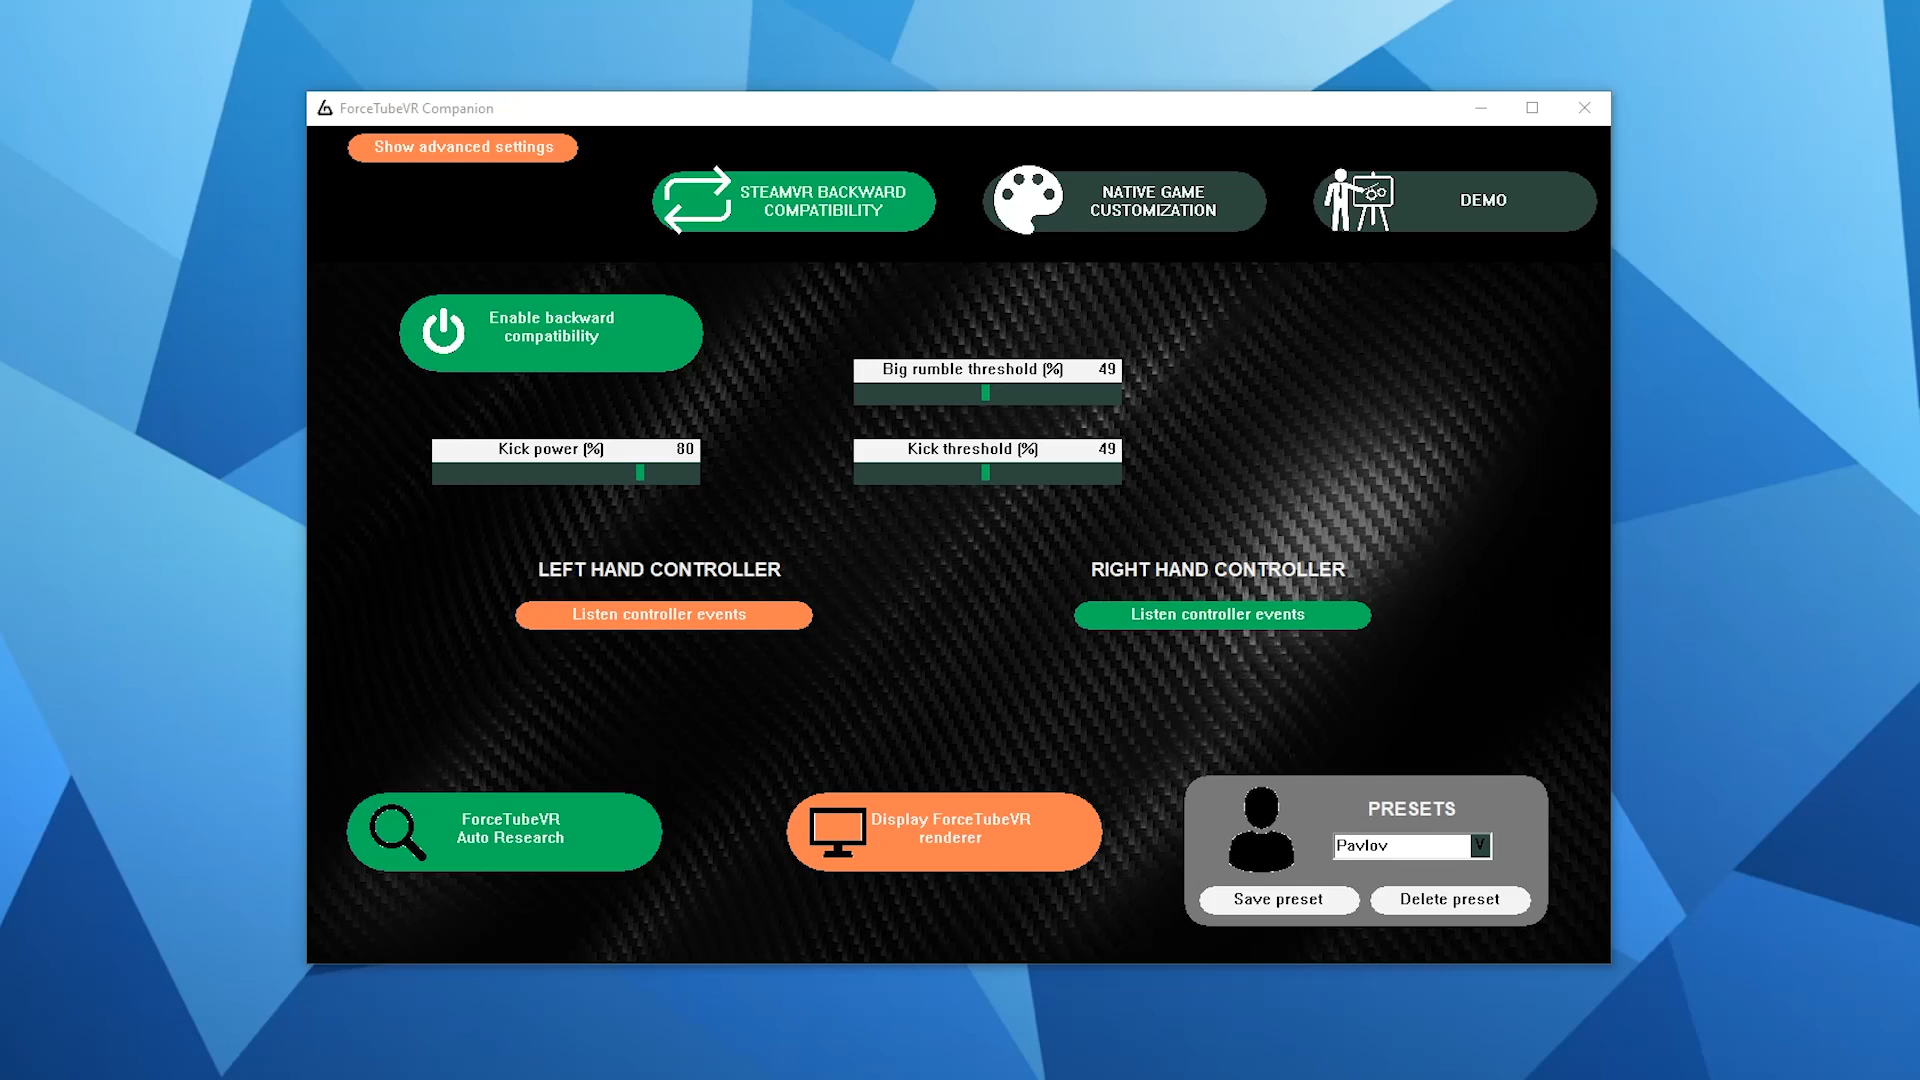 ForceTubeVR Companion
Show advanced settings
STEAMVR BACKWARD
COMPATIBILITY
NATIVE GAME
CUSTOMIZATION
DEMO
Enable backward
compatibility
Big rumble threshold (%) 49
Kick power (%) 80
Kick threshold (%) 49
LEFT HAND CONTROLLER
RIGHT HAND CONTROLLER
Listen controller events
Listen controller events
ForceTubeVR
Auto Research
Display ForceTubeVR
renderer
PRESETS
Pavlov V
Save preset
Delete preset